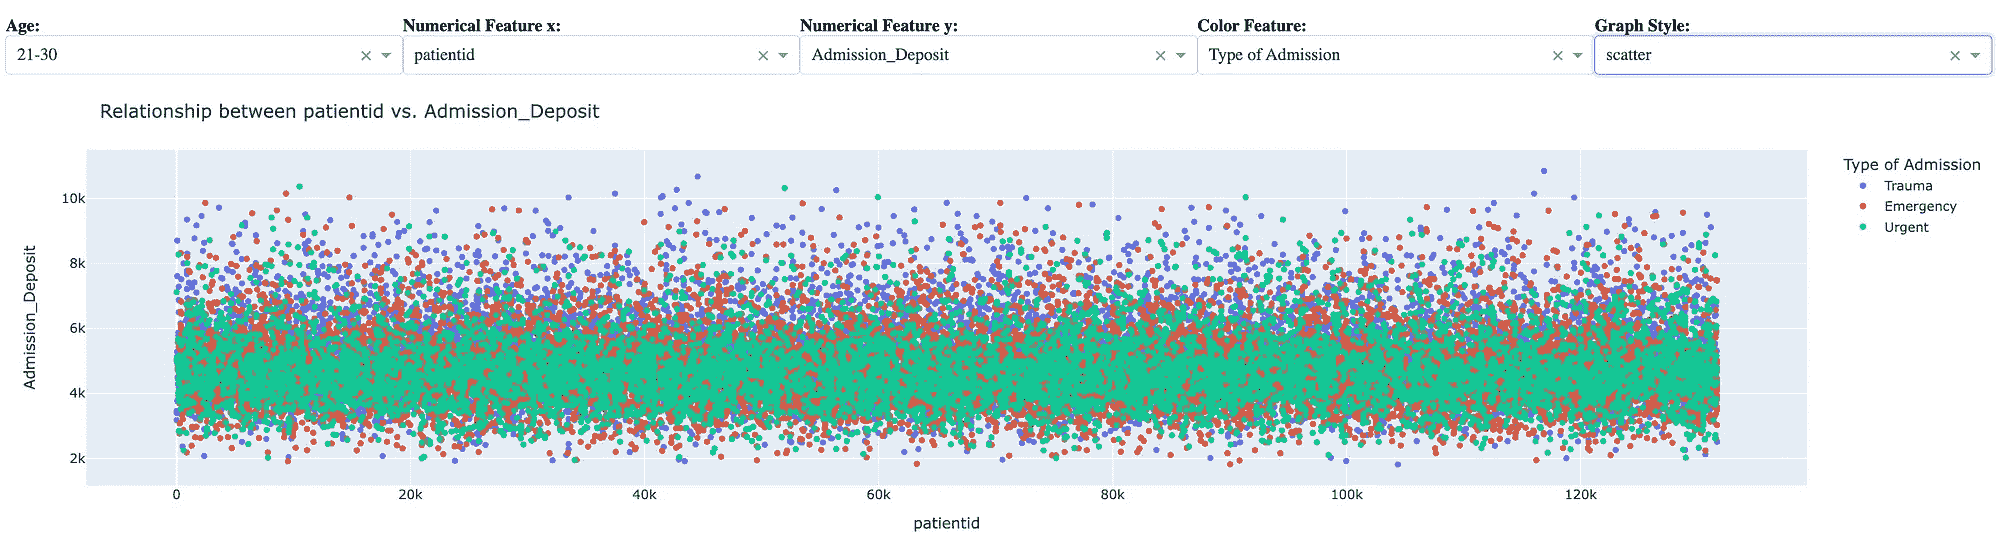 Age: Numerical Feature x: Numerical Feature y: Color Feature: Graph Style:
21-30 patientid Admission_Deposit Type of Admission scatter
Relationship between patientid vs. Admission_Deposit
Type of Admission
Trauma
Emergency
Urgent
10k
8k
6k
4k
2k
Admission_Deposit
0 20k 40k 60k 80k 100k 120k
patientid